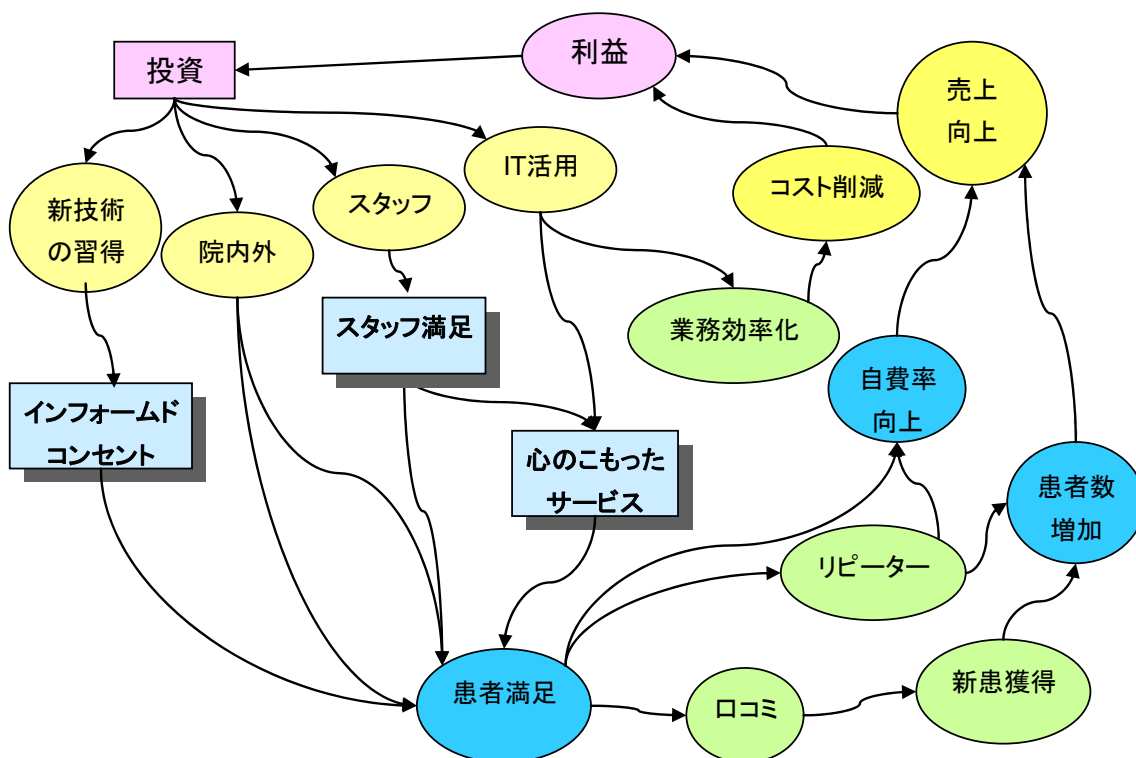 投資
利益
売上
向上
IT活用
コスト削減
スタッフ
新技術
の習得
院内外
スタッフ満足
業務効率化
自費率
向上
インフォームド
コンセント
心のこもった
サービス
患者数
増加
リピーター
患者満足
口コミ
新患獲得